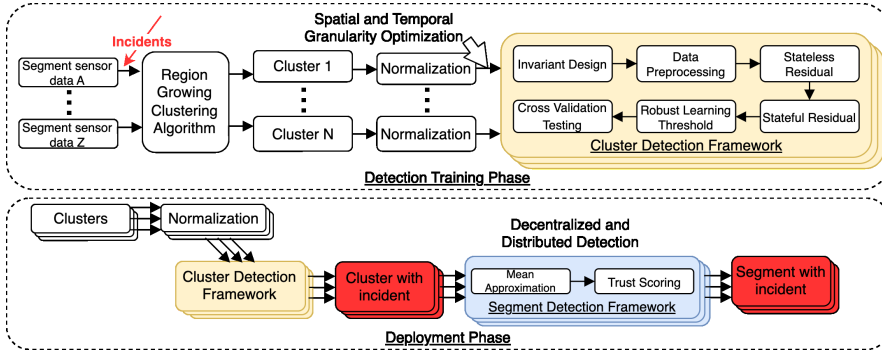 Spatial and Temporal
Granularity Optimization
Incidents
Segment sensor
data A
Segment sensor
data Z
Region
Growing
Clustering
Algorithm
Cluster 1
Normalization
Cluster N
Normalization
Invariant Design
Data
Preprocessing
Stateless
Residual
Cross Validation
Testing
Robust Learning
Threshold
Stateful Residual
Cluster Detection Framework
Detection Training Phase
Clusters
Normalization
Cluster Detection
Framework
Cluster with
incident
Decentralized and
Distributed Detection
Mean
Approximation
Trust Scoring
Segment Detection Framework
Segment with
incident
Deployment Phase